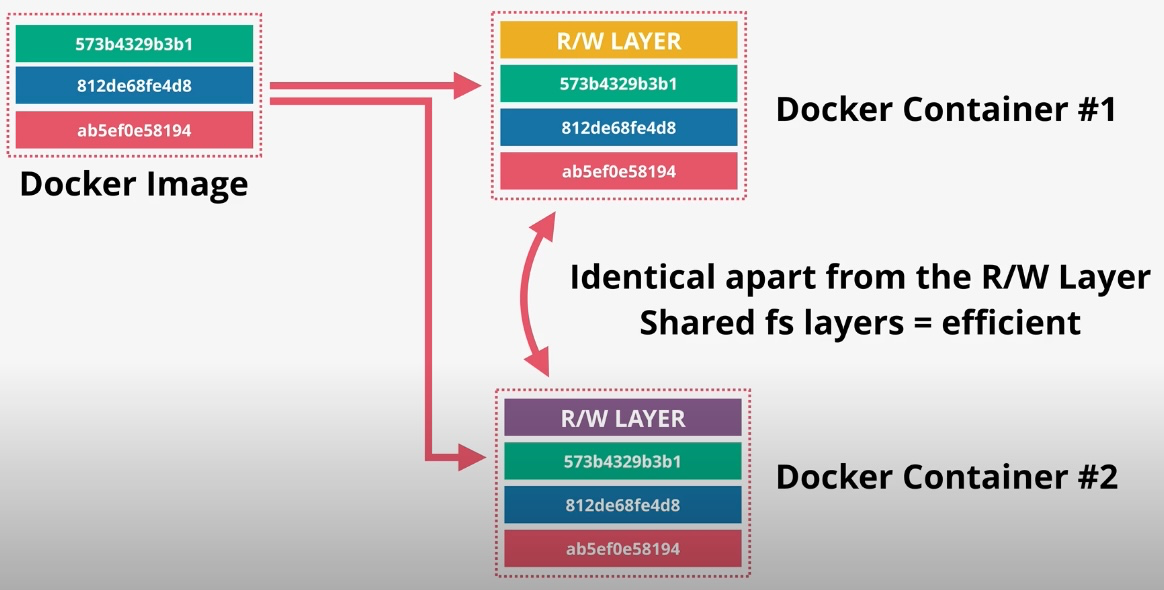 573b4329b3b1
812de68fe4d8
ab5ef0e58194
Docker Image
R/W LAYER
573b4329b3b1
812de68fe4d8
ab5ef0e58194
Docker Container #1
Identical apart from the R/W Layer
Shared fs layers = efficient
R/W LAYER
573b4329b3b1
812de68fe4d8
ab5ef0e58194
Docker Container #2